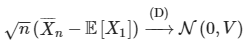 √n (X̄ₙ − 𝔼 [X₁]) —(D)→ 𝒩 (0, V)